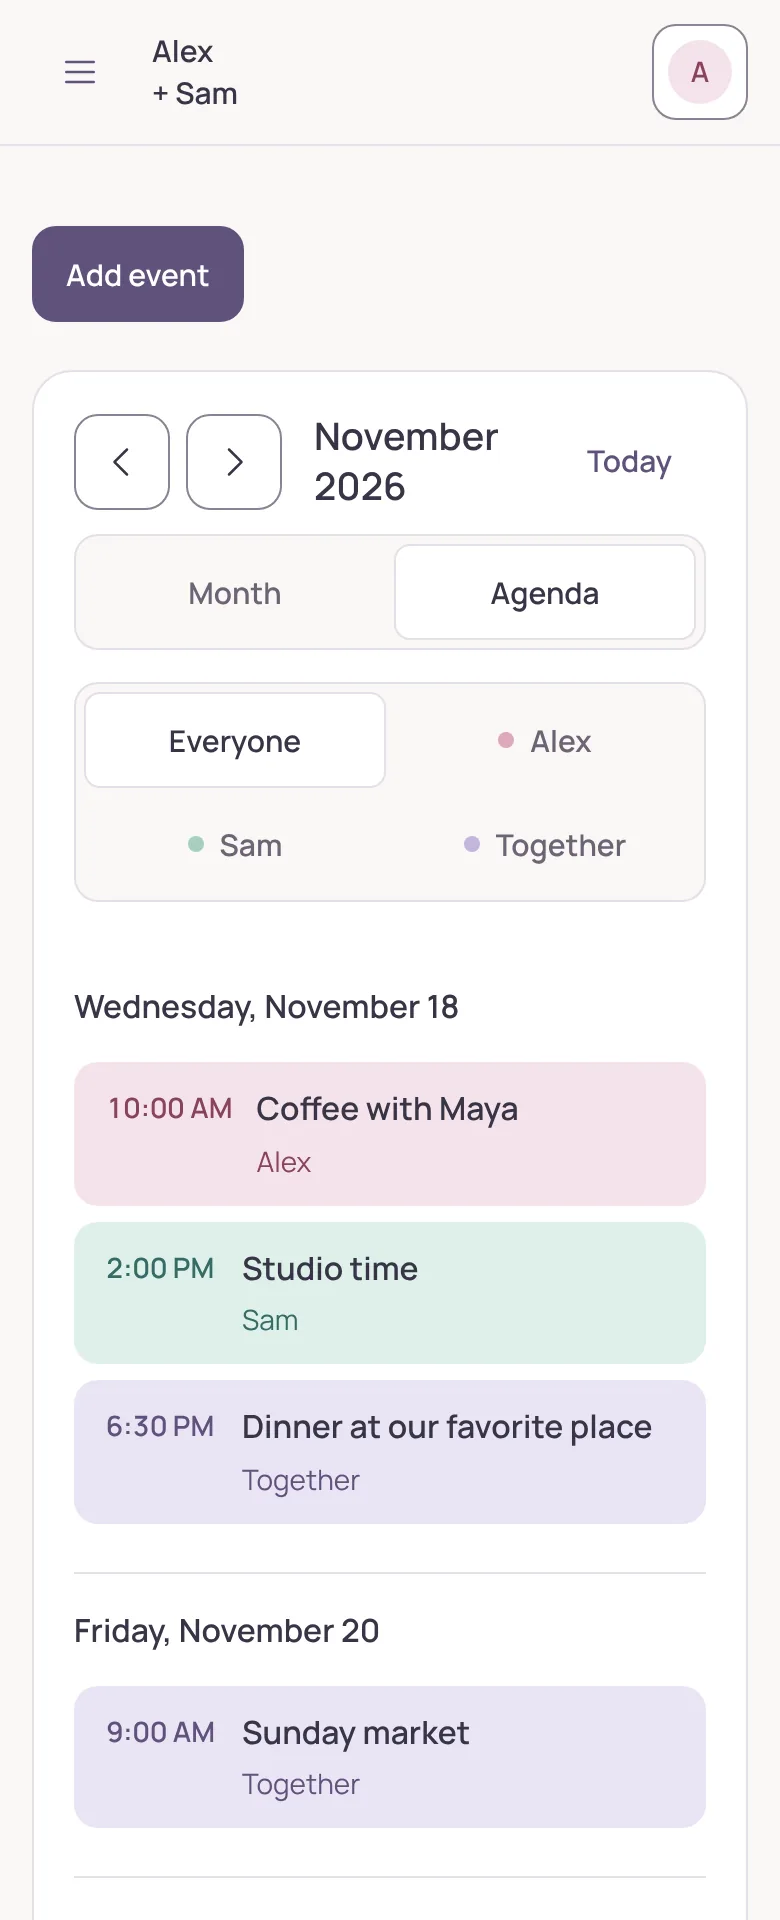 Alex
+ Sam
A
Add event
November
2026
Today
Month
Agenda
Everyone
Alex
Sam
Together
Wednesday, November 18
10:00 AM Coffee with Maya
Alex
2:00 PM Studio time
Sam
6:30 PM Dinner at our favorite place
Together
Friday, November 20
9:00 AM Sunday market
Together